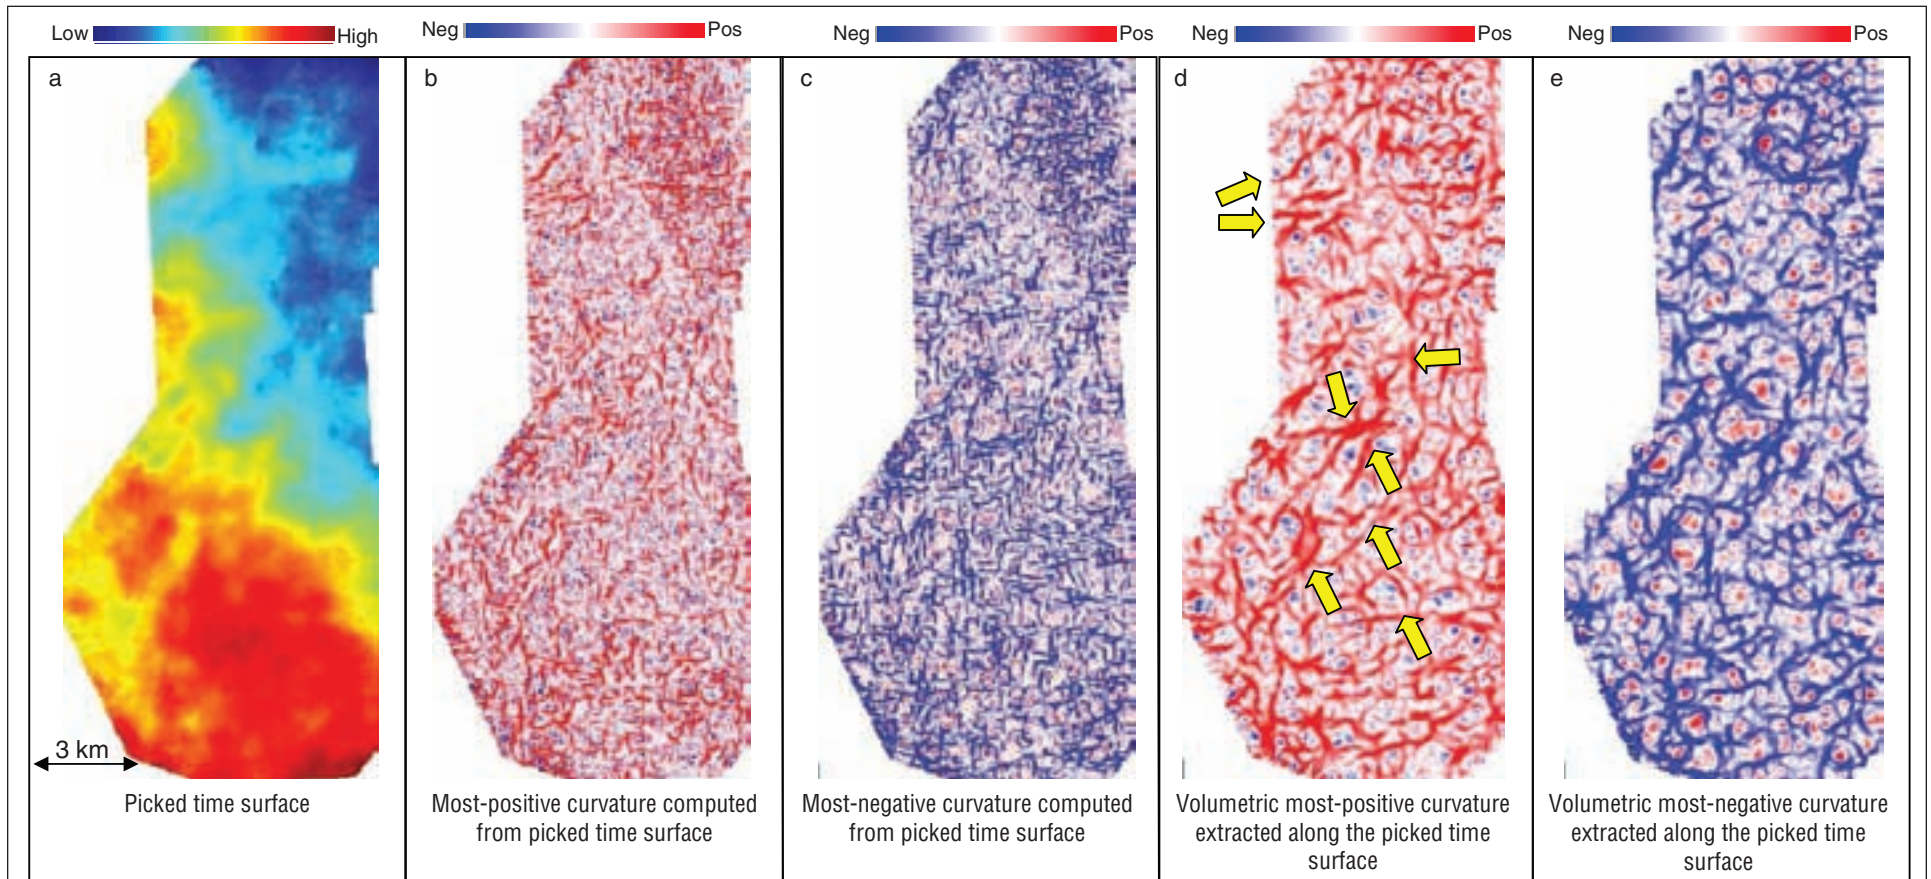 Low High
Neg Pos
Neg Pos
Neg Pos
Neg Pos
a
b
c
d
e
3 km
Picked time surface
Most-positive curvature computed
from picked time surface
Most-negative curvature computed
from picked time surface
Volumetric most-positive curvature
extracted along the picked time
surface
Volumetric most-negative curvature
extracted along the picked time
surface